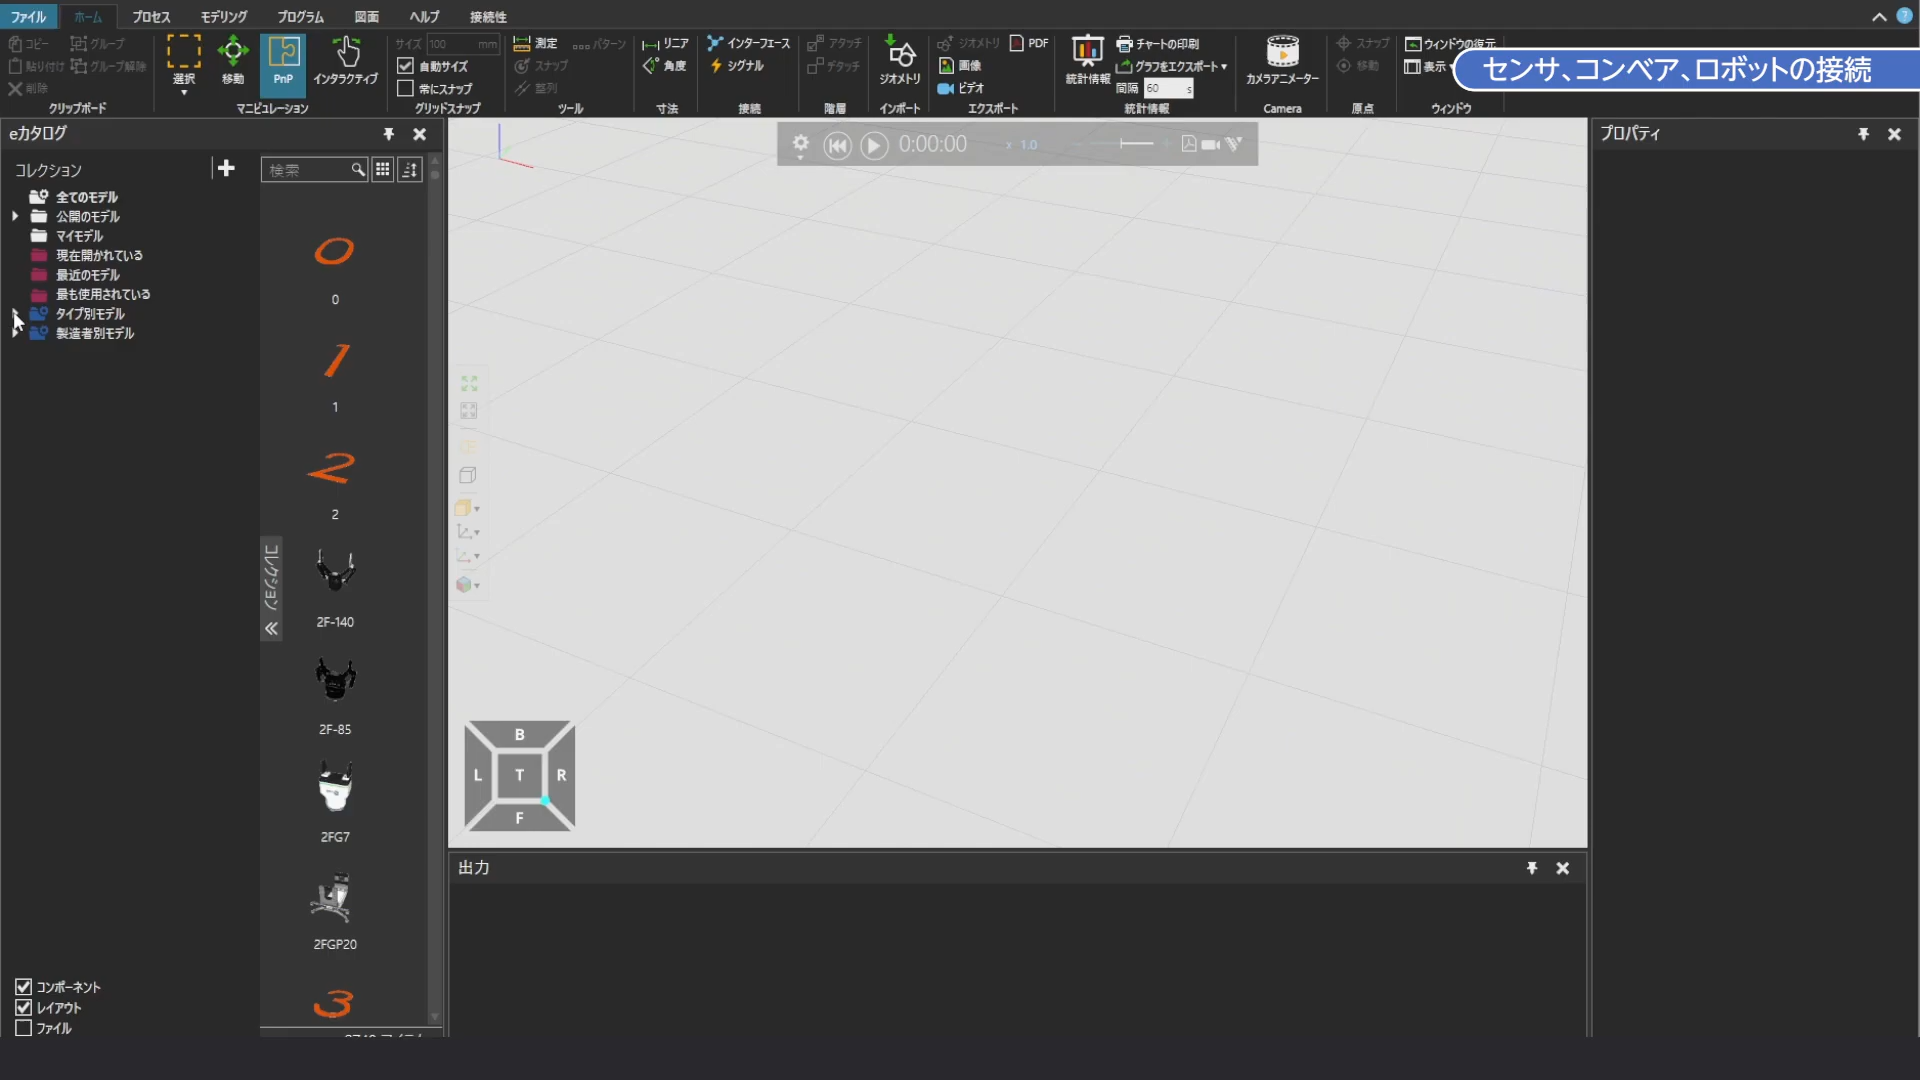 ファイル ホーム プロセス モデリング プログラム 図面 ヘルプ 接続性
コピー グループ
貼り付け グループ解除
削除
クリップボード
選択 移動 PnP インタラクティブ
マニピュレーション
サイズ 100 mm
自動サイズ
常にスナップ
グリッドスナップ
測定 パターン
スナップ
整列
ツール
リニア
角度
寸法
インターフェース
シグナル
接続
アタッチ
デタッチ
階層
ジオメトリ
インポート
ジオメトリ PDF
画像
ビデオ
エクスポート
統計情報
チャートの印刷
グラフをエクスポート
間隔 60 s
統計情報
カメラアニメーター
Camera
スナップ
移動
原点
ウィンドウの復元
表示
ウィンドウ
センサ、コンベア、ロボットの接続
eカタログ
コレクション
全てのモデル
公開のモデル
マイモデル
現在開かれている
最近のモデル
最も使用されている
タイプ別モデル
製造者別モデル
コンポーネント
レイアウト
ファイル
検索
0
0
1
1
2
2
2F-140
2F-85
2FG7
2FGP20
3
コレクション
0:00:00 x 1.0
B
L T R
F
出力
プロパティ